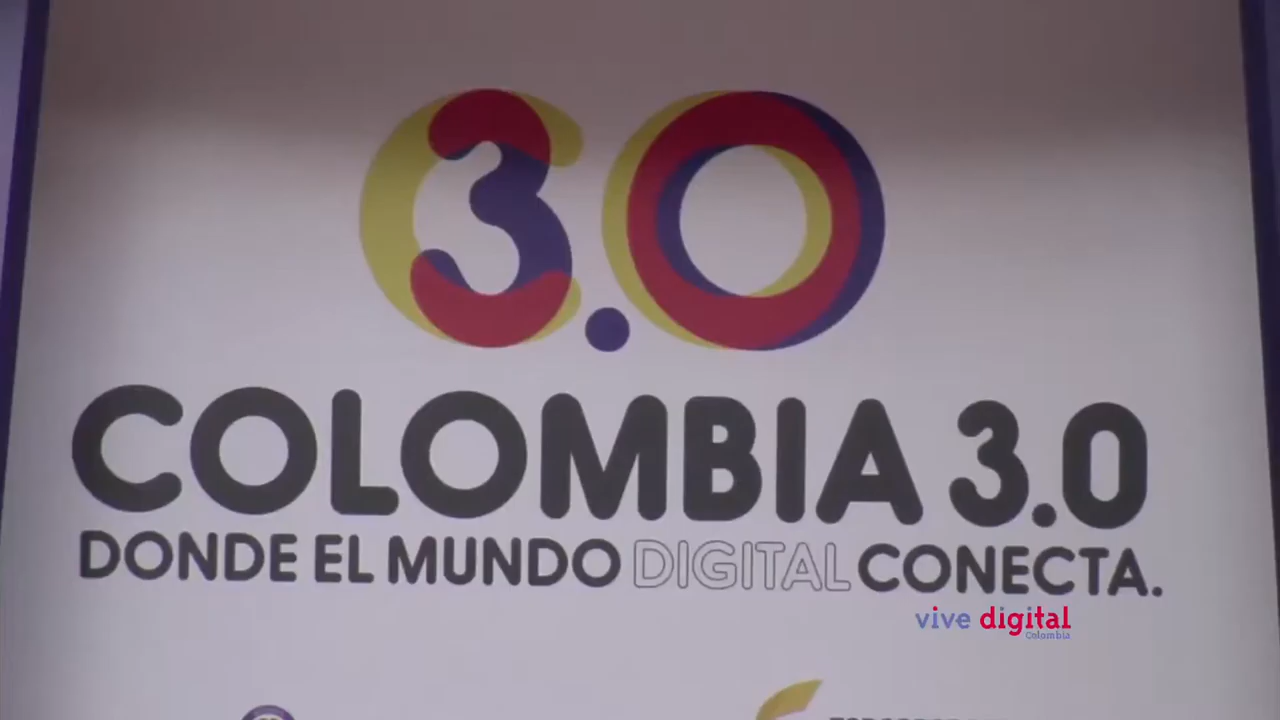 3.0
COLOMBIA 3.0
DONDE EL MUNDO DIGITAL CONECTA.
vive digital
Colombia